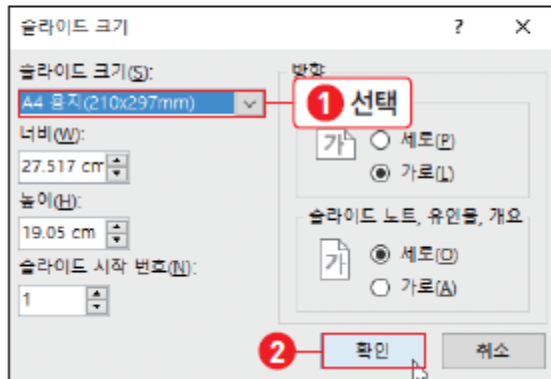 슬라이드 크기 ? ×
슬라이드 크기(S):
A4 용지(210x297mm)
너비(W):
27.517 cm
높이(H):
19.05 cm
슬라이드 시작 번호(N):
1
방향
1 선택
가 세로(P)
가로(L)
슬라이드 노트, 유인물, 개요
가 세로(O)
가로(A)
2 확인 취소